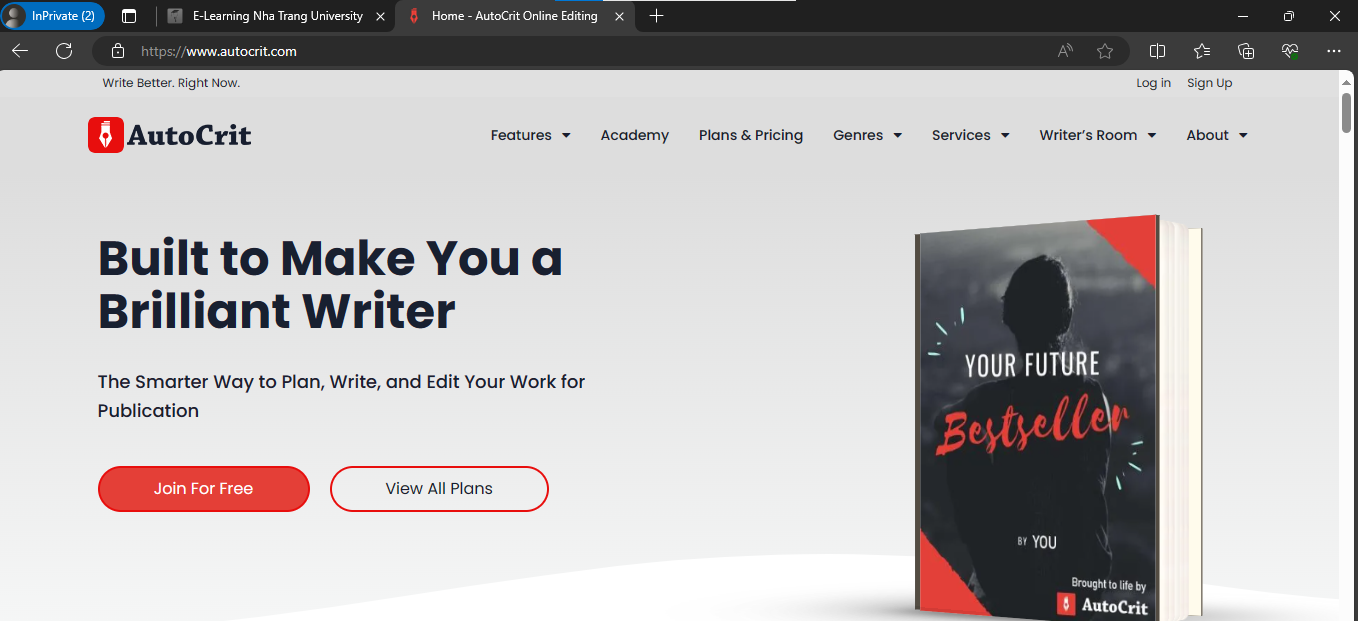 InPrivate (2)
E-Learning Nha Trang University
Home - AutoCrit Online Editing
https://www.autocrit.com
Write Better. Right Now.
Log in Sign Up
AutoCrit
Features Academy Plans & Pricing Genres Services Writer's Room About
Built to Make You a
Brilliant Writer
The Smarter Way to Plan, Write, and Edit Your Work for
Publication
Join For Free View All Plans
YOUR FUTURE
Bestseller
BY YOU
Brought to life by
AutoCrit